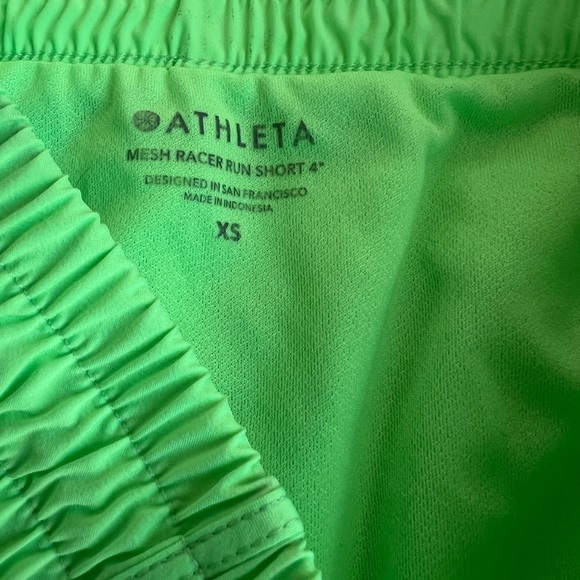 ATHLETA
MESH RACER RUN SHORT 4"
DESIGNED IN SAN FRANCISCO
MADE IN INDONESIA
XS